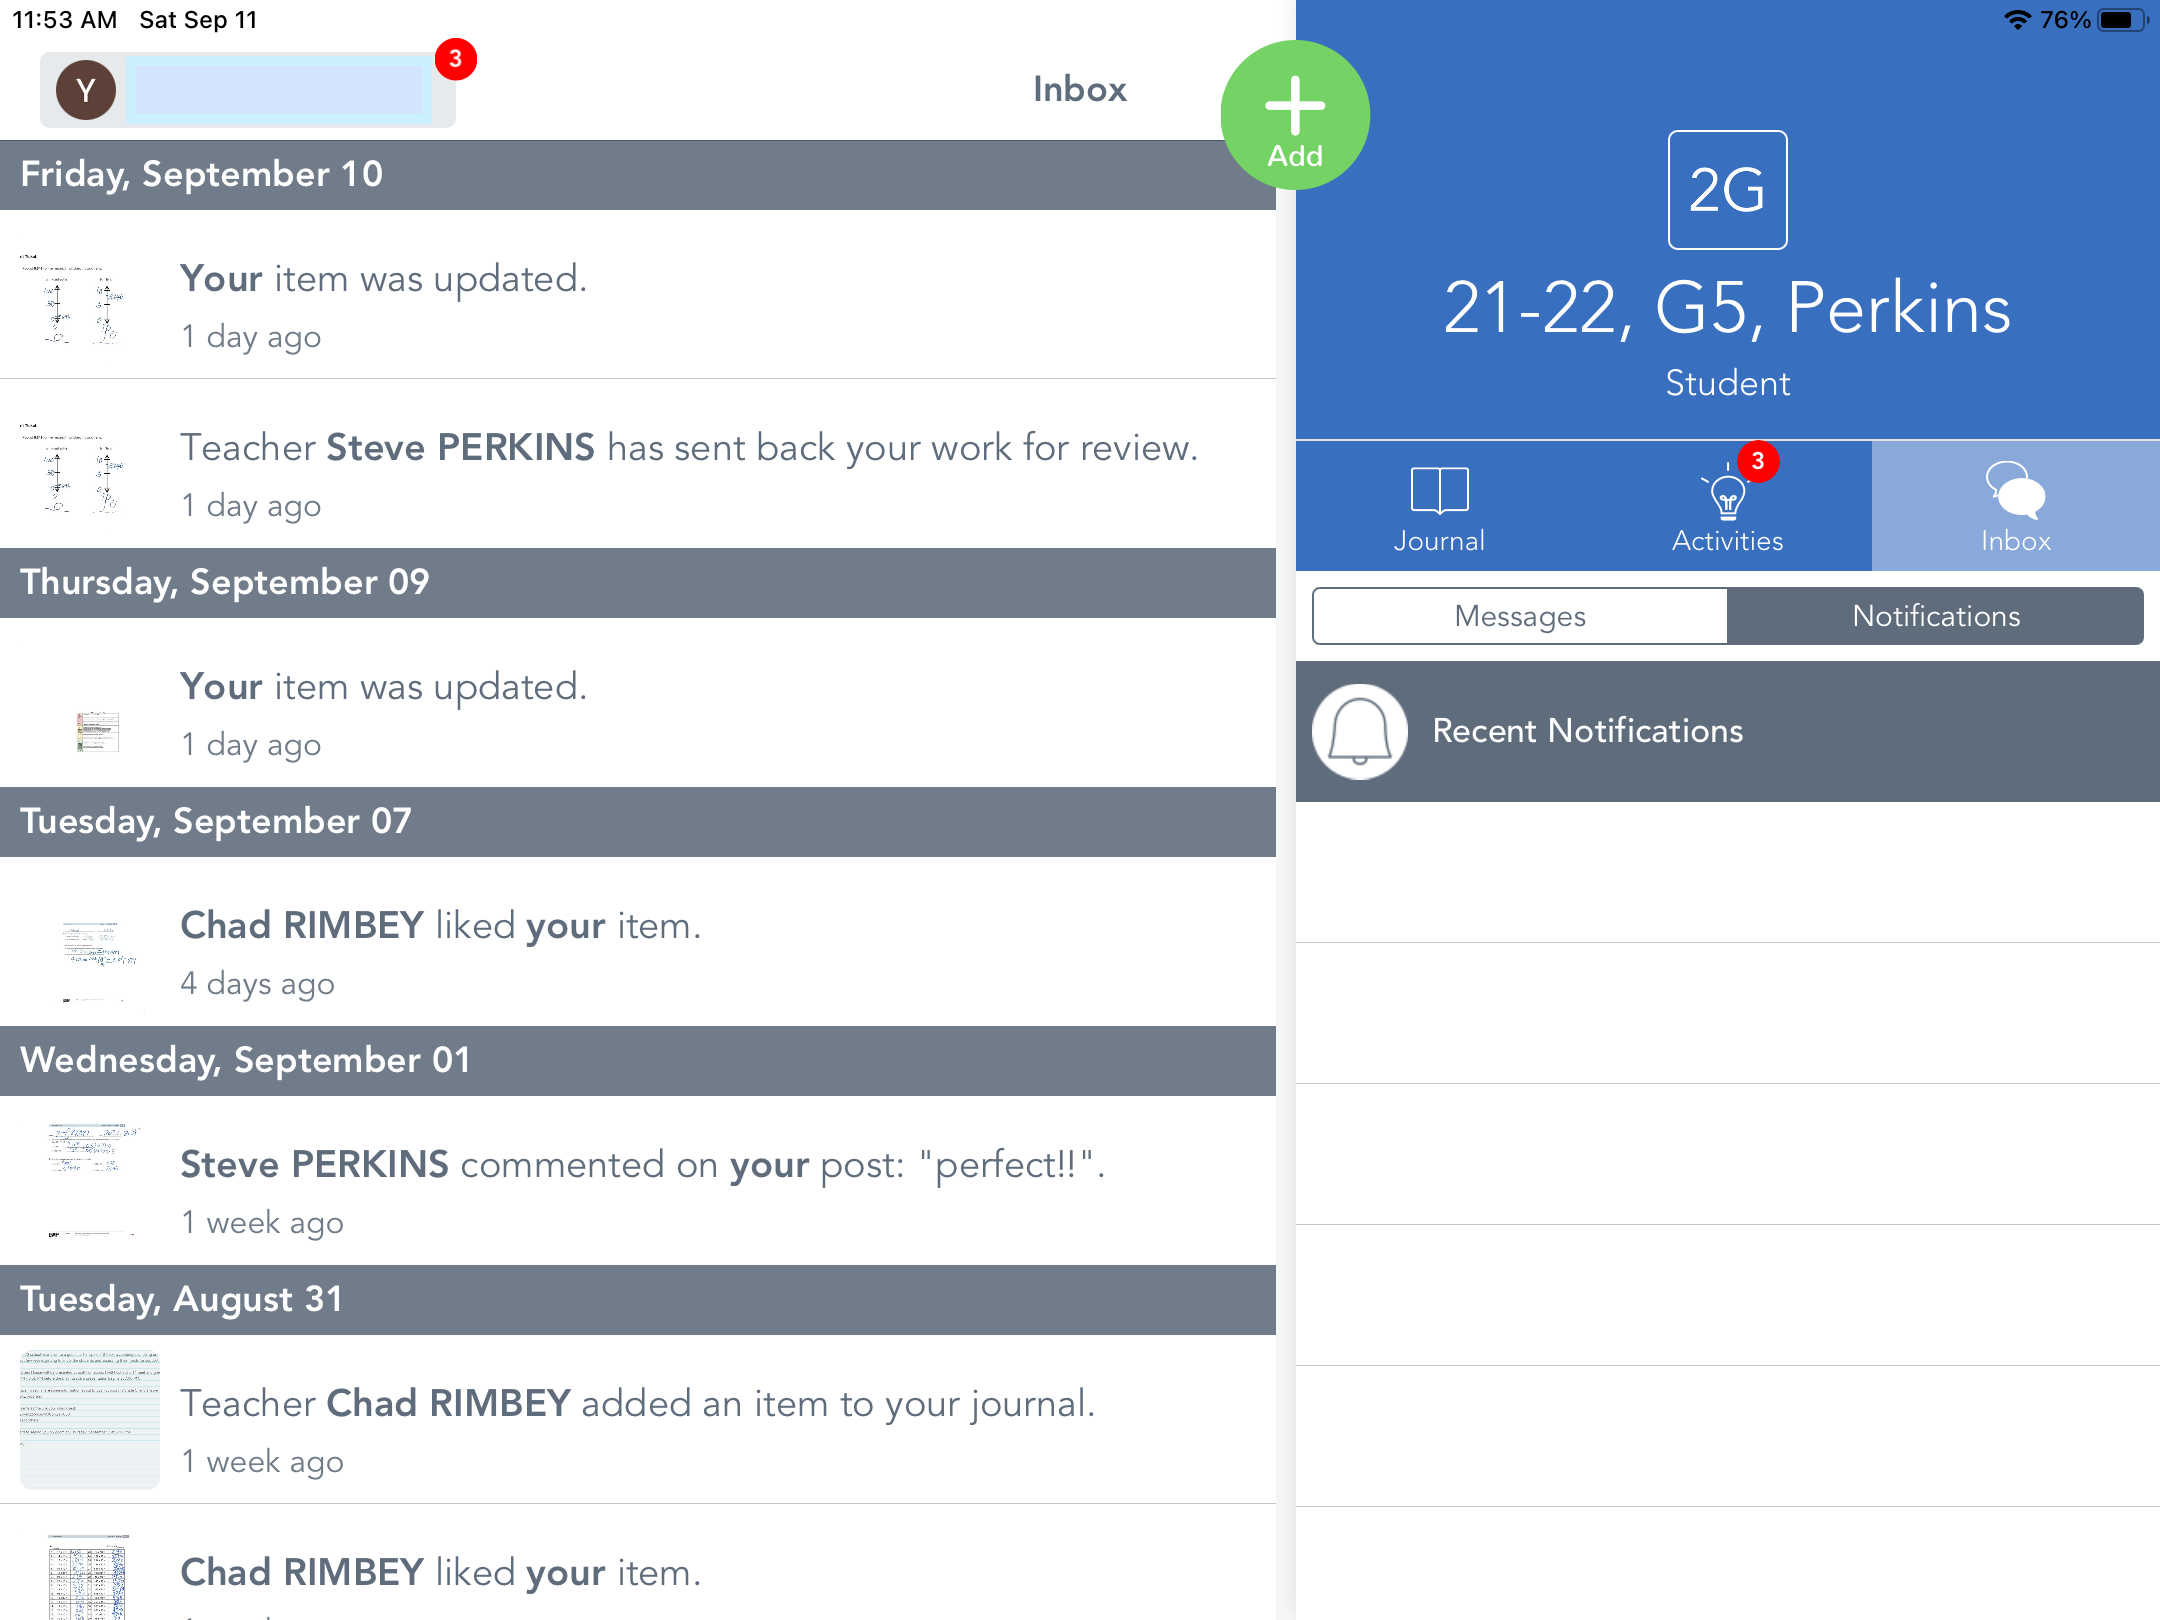 11:53 AM Sat Sep 11
76%
Y
3
Inbox
Add
Friday, September 10
Your item was updated.
1 day ago
Teacher Steve PERKINS has sent back your work for review.
1 day ago
Thursday, September 09
Your item was updated.
1 day ago
Tuesday, September 07
Chad RIMBEY liked your item.
4 days ago
Wednesday, September 01
Steve PERKINS commented on your post: "perfect!!".
1 week ago
Tuesday, August 31
Teacher Chad RIMBEY added an item to your journal.
1 week ago
Chad RIMBEY liked your item.
2G
21-22, G5, Perkins
Student
Journal
3
Activities
Inbox
Messages
Notifications
Recent Notifications